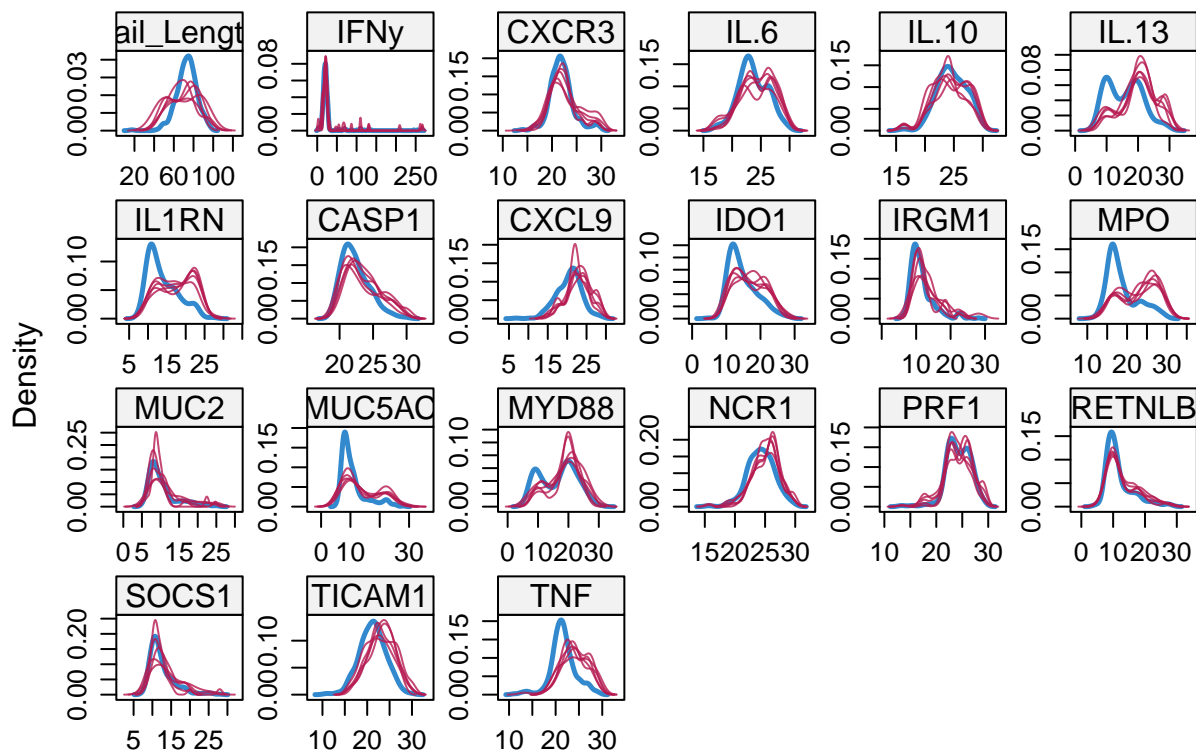 ail_Lengt
IFNy
CXCR3
IL.6
IL.10
IL.13
0.00 0.03
20 60 100
0.00 0.08
0 100 250
0.00 0.15
10 20 30
0.00 0.15
15 25
0.00 0.15
15 25
0.00 0.08
0 10 20 30
IL1RN
CASP1
CXCL9
IDO1
IRGM1
MPO
0.00 0.10
5 15 25
0.00 0.15
20 25 30
0.00 0.15
5 15 25
0.00 0.10
0 10 20 30
0.00 0.15
10 20 30
0.00 0.15
10 20 30
Density
MUC2
MUC5AC
MYD88
NCR1
PRF1
RETNLB
0.00 0.25
0 5 15 25
0.00 0.15
0 10 30
0.00 0.10
0 10 20 30
0.00 0.20
15 20 25 30
0.00 0.15
10 20 30
0.00 0.15
0 10 20 30
SOCS1
TICAM1
TNF
0.00 0.20
5 15 25
0.00 0.10
10 20 30
0.00 0.15
10 20 30